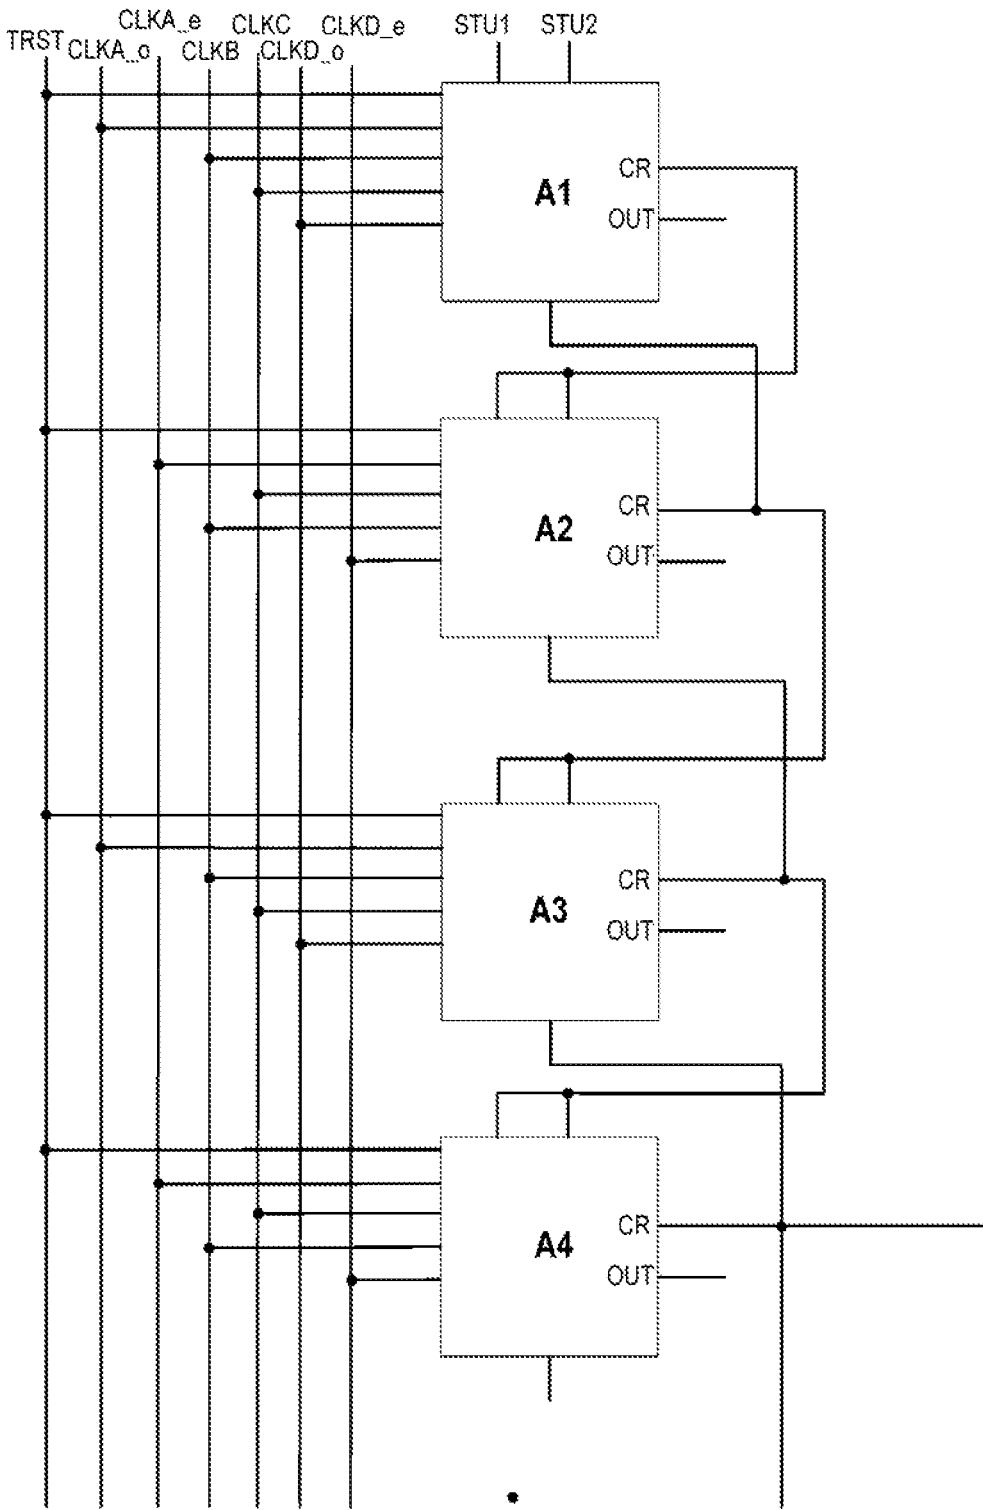 TRST CLKA_o CLKA_e CLKB CLKC CLKD_o CLKD_e STU1 STU2
CR
A1
OUT
CR
A2
OUT
CR
A3
OUT
CR
A4
OUT